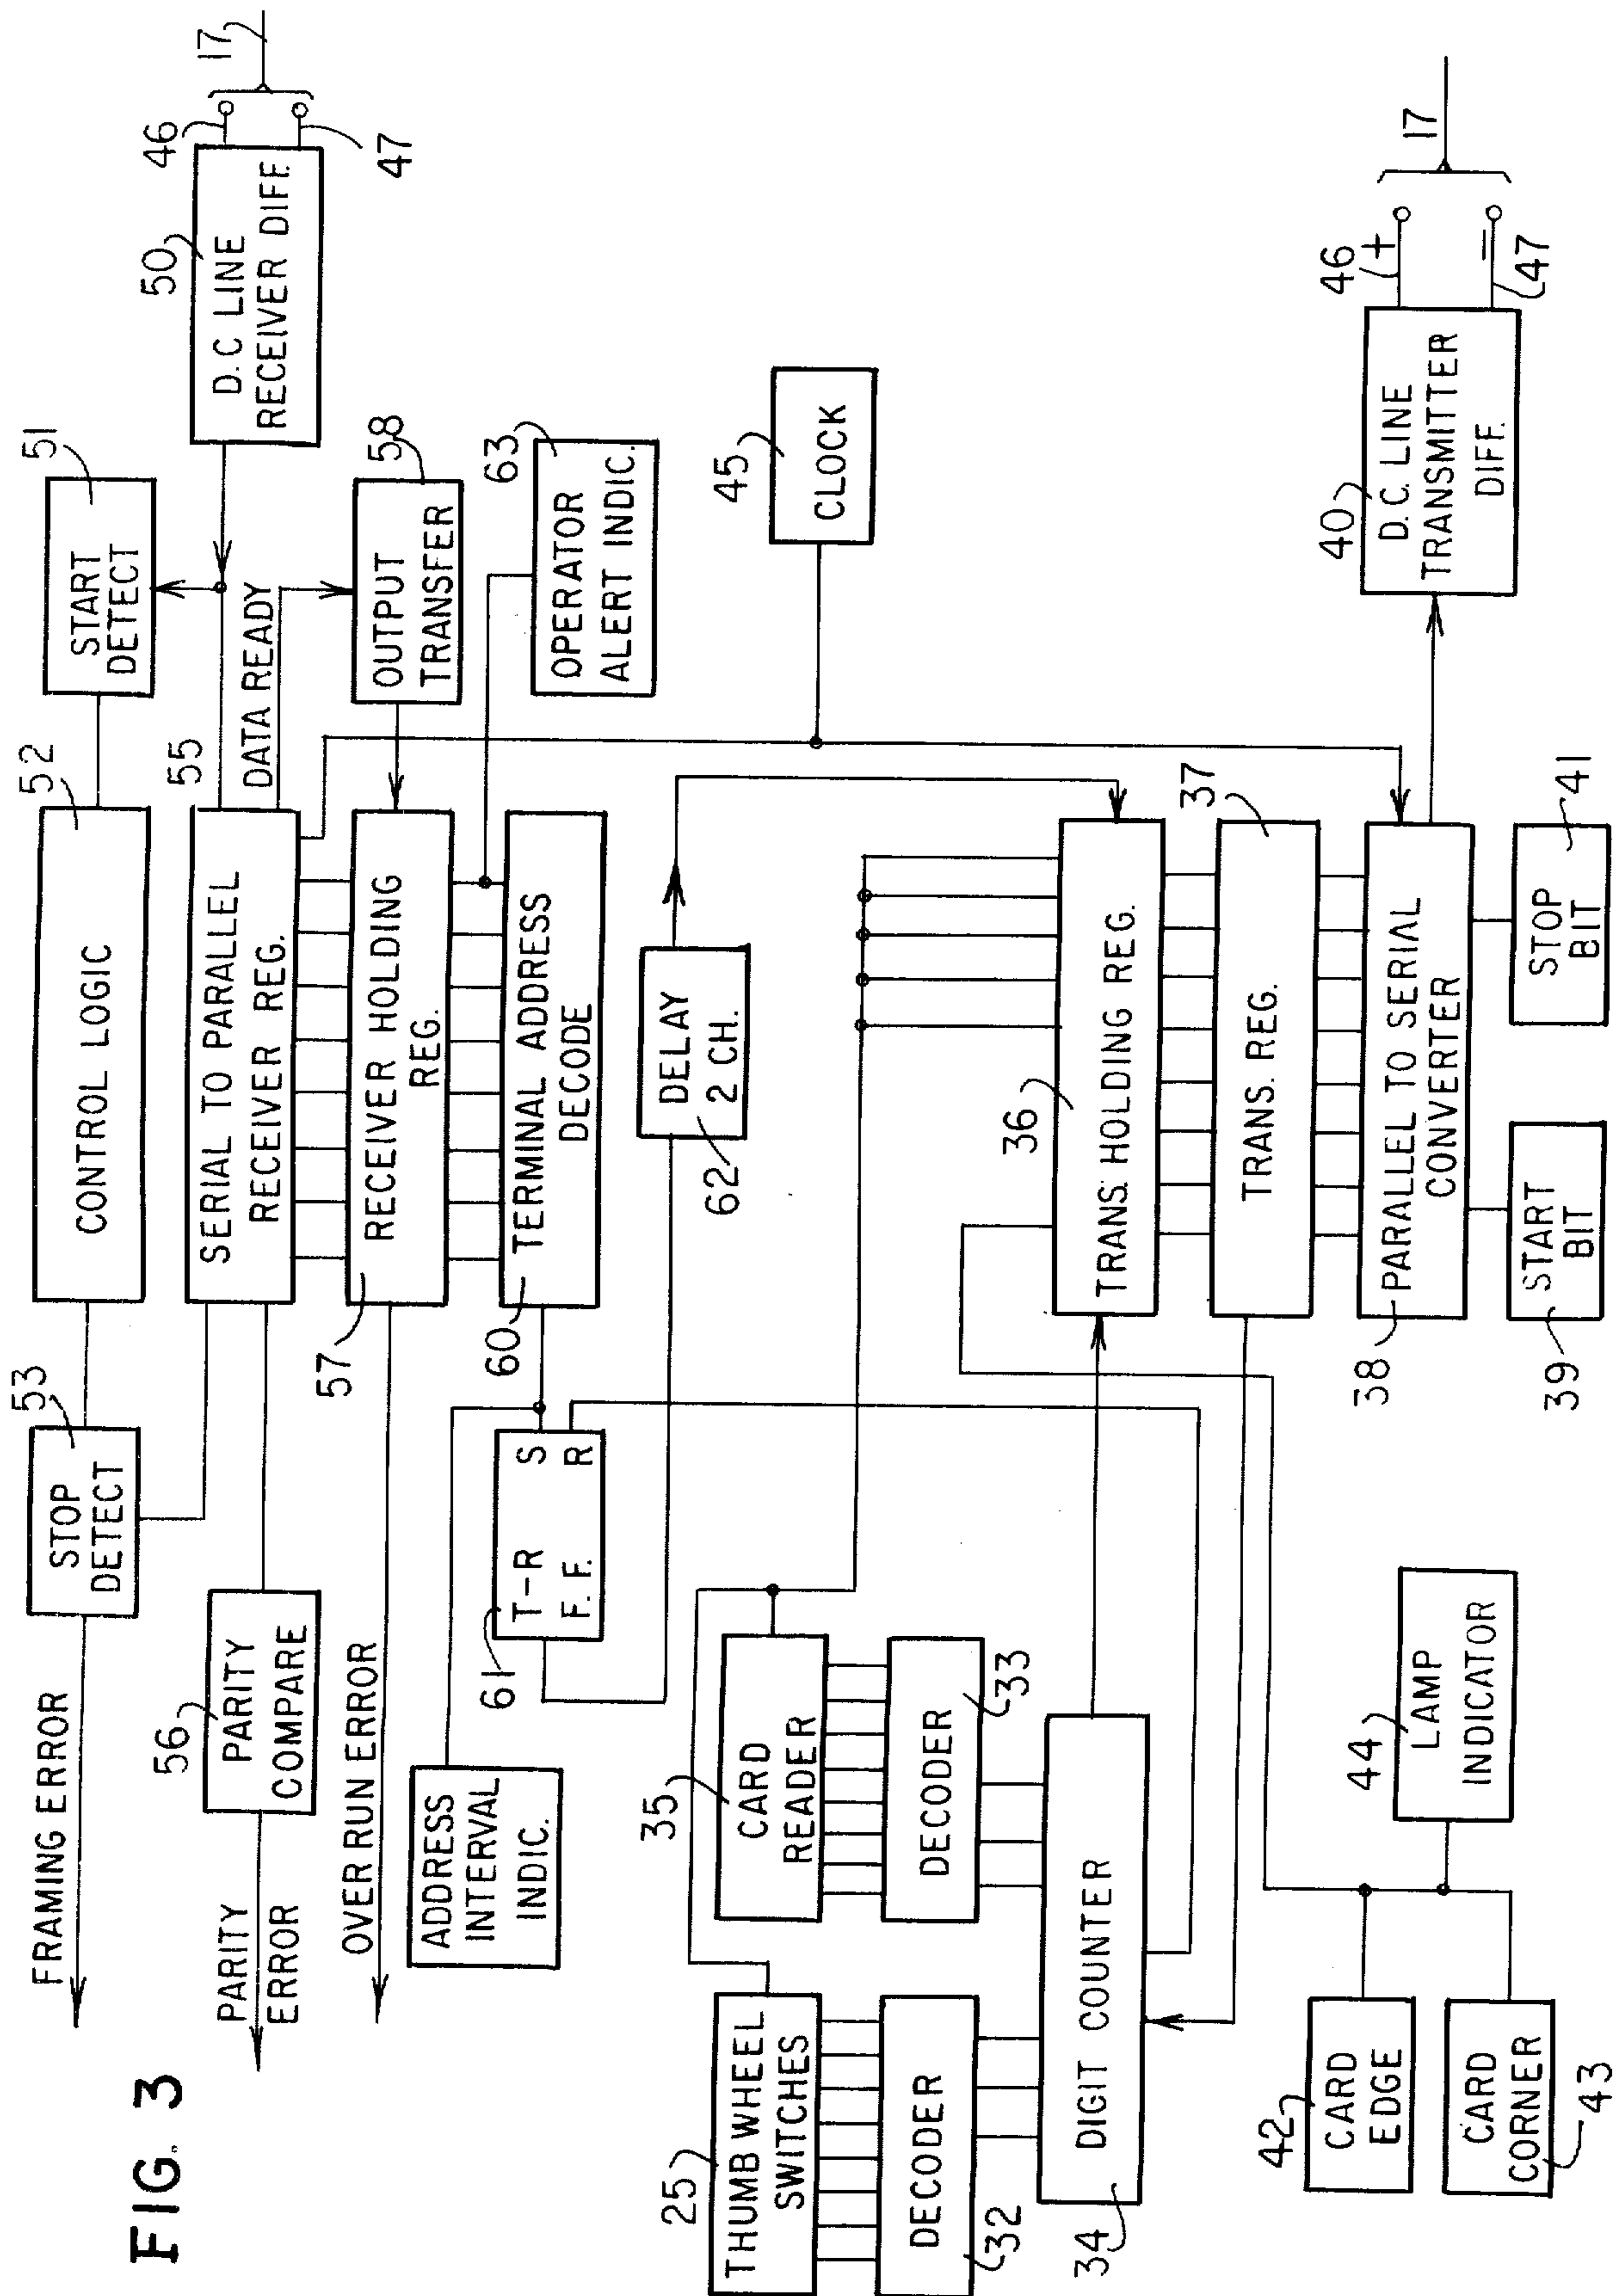 FIG. 3
FRAMING ERROR
PARITY
ERROR
OVER RUN ERROR
53
STOP
DETECT
52
CONTROL LOGIC
51
START
DETECT
56
PARITY
COMPARE
55
SERIAL TO PARALLEL
RECEIVER REG.
DATA READY
50
D.C LINE
RECEIVER DIFF.
46
47
17
57
RECEIVER HOLDING
REG.
58
OUTPUT
TRANSFER
60
TERMINAL ADDRESS
DECODE
63
OPERATOR
ALERT INDIC.
ADDRESS
INTERVAL
INDIC.
61
T-R S
F.F. R
62
DELAY
2 CH.
45
CLOCK
25
THUMB WHEEL
SWITCHES
35
CARD
READER
32
DECODER
33
DECODER
34
DIGIT COUNTER
36
TRANS. HOLDING REG.
37
TRANS. REG.
38
PARALLEL TO SERIAL
CONVERTER
39
START
BIT
41
STOP
BIT
40
D.C. LINE
TRANSMITTER
DIFF.
46 +
47 –
17
42
CARD
EDGE
43
CARD
CORNER
44
LAMP
INDICATOR